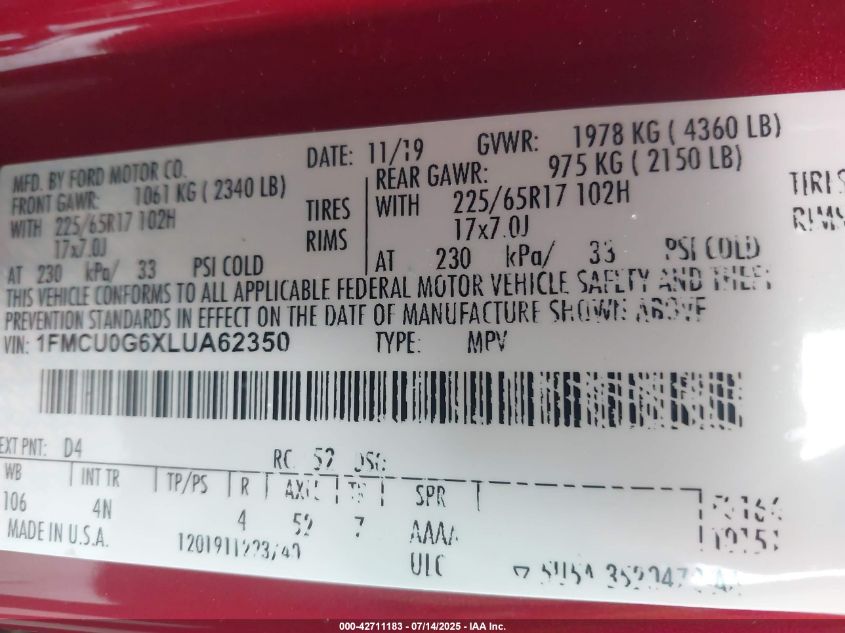 MFD. BY FORD MOTOR CO.
DATE: 11/19 GVWR: 1978 KG ( 4360 LB)
FRONT GAWR: 1061 KG ( 2340 LB)
REAR GAWR: 975 KG ( 2150 LB)
WITH 225/65R17 102H TIRES
WITH 225/65R17 102H
17x7.0J RIMS
17x7.0J
AT 230 kPa/ 33 PSI COLD
AT 230 kPa/ 33 PSI COLD
THIS VEHICLE CONFORMS TO ALL APPLICABLE FEDERAL MOTOR VEHICLE SAFETY AND THEFT
PREVENTION STANDARDS IN EFFECT ON THE DATE OF MANUFACTURE SHOWN ABOVE
VIN: 1FMCU0G6XLUA62350 TYPE: MPV
EXT PNT: D4 RC: 52 DSO:
WB INT TR TP/PS R AXLE TR SPR
106 4N 4 52 7 AAAA
MADE IN U.S.A.
ULC
000-42711183 - 07/14/2025 - IAA Inc.